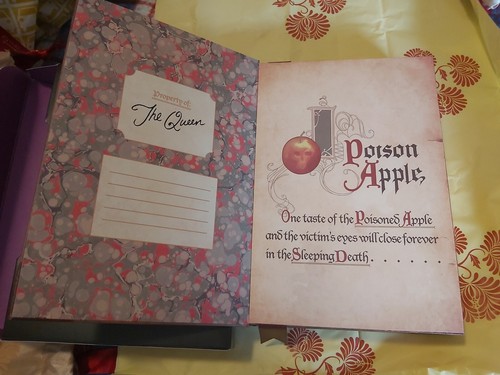 Property of:
The Queen
Poison
Apple
One taste of the Poisoned Apple
and the victim's eyes will close forever
in the Sleeping Death. . . . . . .